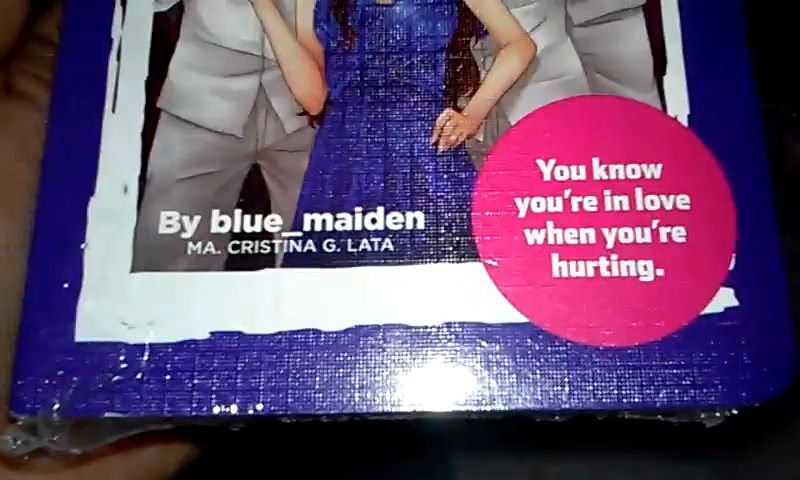 By blue_maiden
MA. CRISTINA G. LATA
You know
you're in love
when you're
hurting.